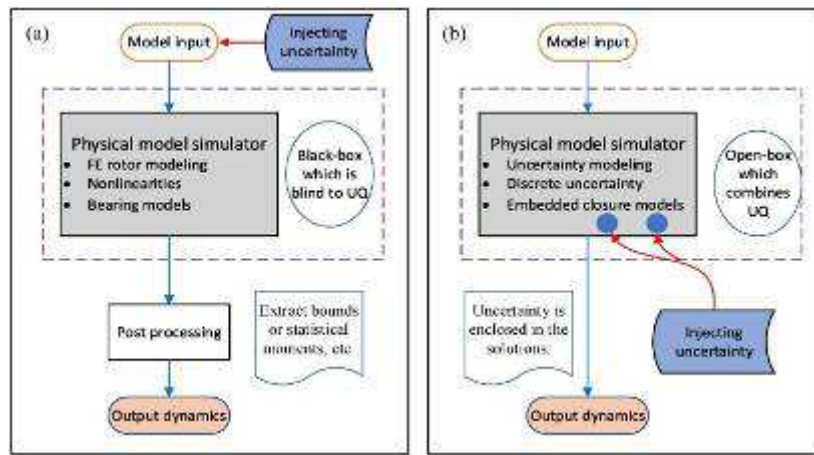 (a)
Model input
Injecting
uncertainty
Physical model simulator
• FE rotor modeling
• Nonlinearities
• Bearing models
Black-box
which is
blind to UQ
Post processing
Extract bounds
or statistical
moments, etc
Output dynamics
(b)
Model input
Physical model simulator
• Uncertainty modeling
• Discrete uncertainty
• Embedded closure models
Open-box
which
combines
UQ
Uncertainty is
enclosed in the
solutions.
Injecting
uncertainty
Output dynamics